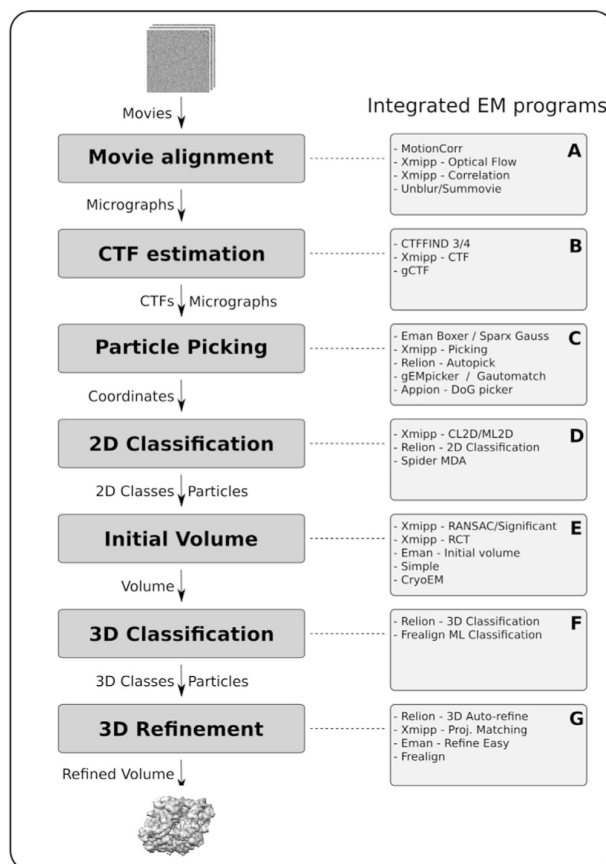 Integrated EM programs
Movies
Movie alignment
A
- MotionCorr
- Xmipp - Optical Flow
- Xmipp - Correlation
- Unblur/Summovie
Micrographs
CTF estimation
B
- CTFFIND 3/4
- Xmipp - CTF
- gCTF
CTFs Micrographs
Particle Picking
C
- Eman Boxer / Sparx Gauss
- Xmipp - Picking
- Relion - Autopick
- gEMpicker / Gautomatch
- Appion - DoG picker
Coordinates
2D Classification
D
- Xmipp - CL2D/ML2D
- Relion - 2D Classification
- Spider MDA
2D Classes Particles
Initial Volume
E
- Xmipp - RANSAC/Significant
- Xmipp - RCT
- Eman - Initial volume
- Simple
- CryoEM
Volume
3D Classification
F
- Relion - 3D Classification
- Frealign ML Classification
3D Classes Particles
3D Refinement
G
- Relion - 3D Auto-refine
- Xmipp - Proj. Matching
- Eman - Refine Easy
- Frealign
Refined Volume